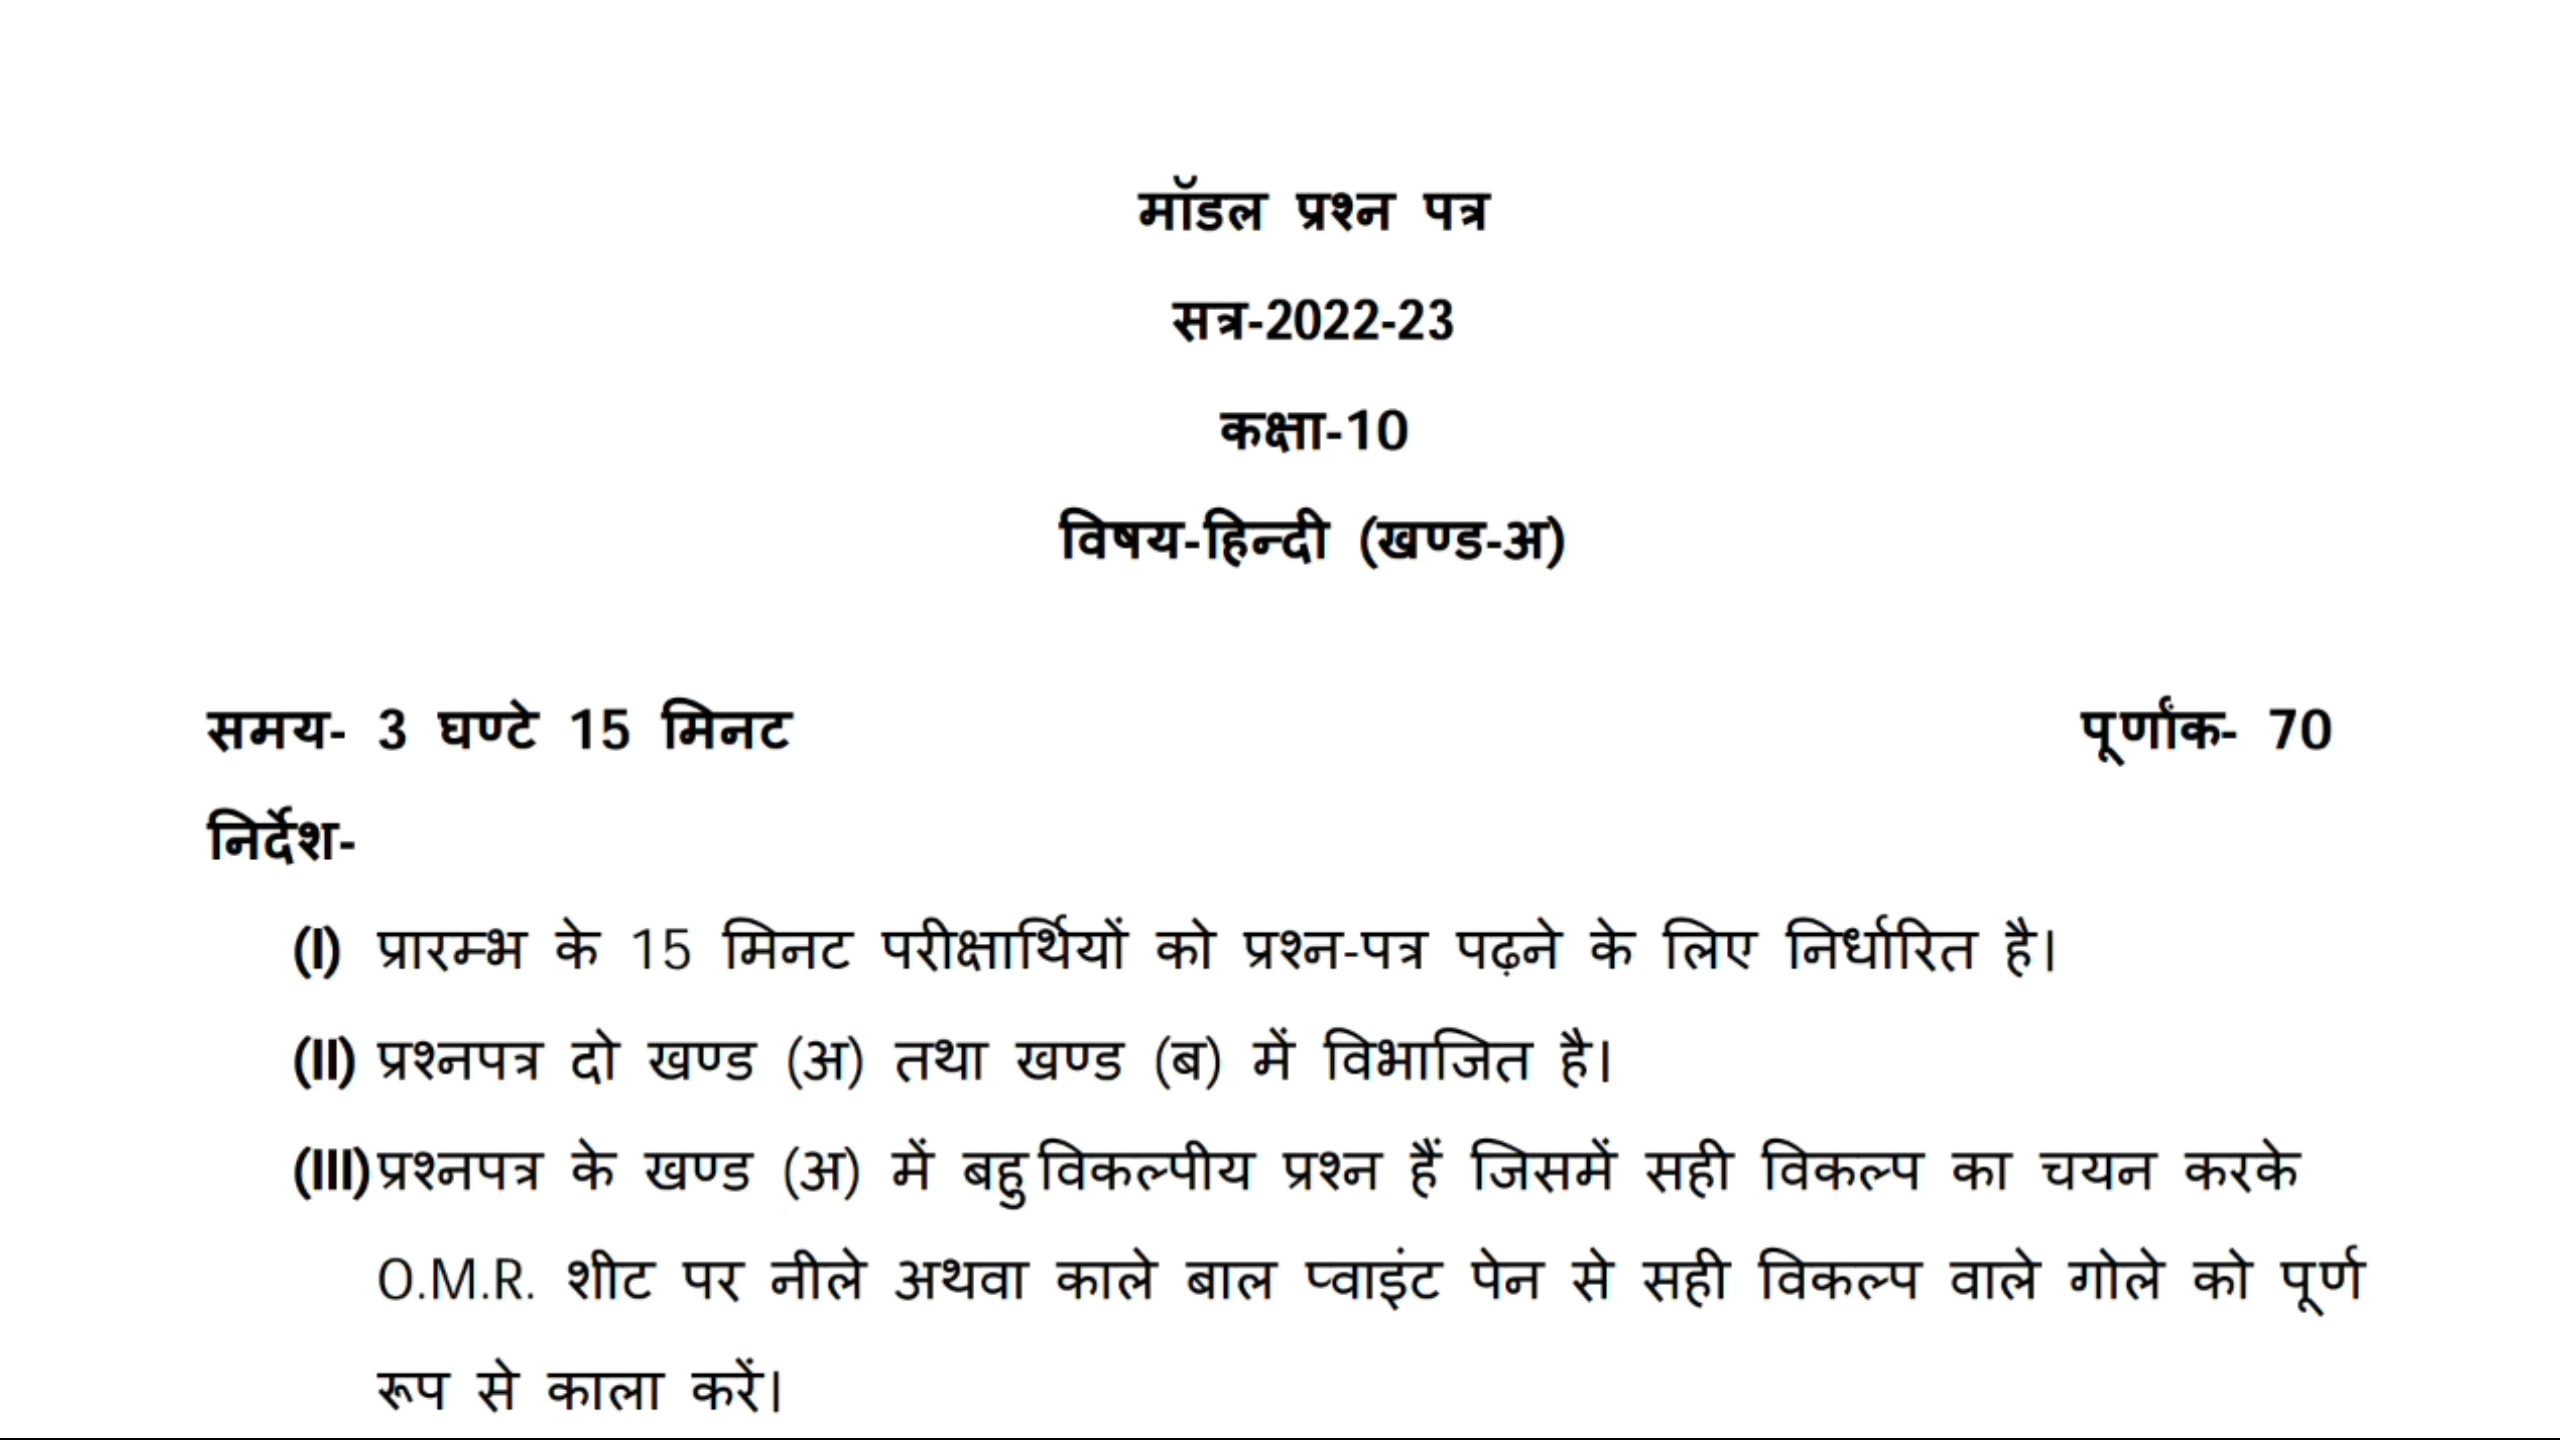 मॉडल प्रश्न पत्र
सत्र-2022-23
कक्षा-10
विषय-हिन्दी (खण्ड-अ)
समय- 3 घण्टे 15 मिनट पूर्णांक- 70
निर्देश-
(I) प्रारम्भ के 15 मिनट परीक्षार्थियों को प्रश्न-पत्र पढ़ने के लिए निर्धारित है।
(II) प्रश्नपत्र दो खण्ड (अ) तथा खण्ड (ब) में विभाजित है।
(III) प्रश्नपत्र के खण्ड (अ) में बहुविकल्पीय प्रश्न हैं जिसमें सही विकल्प का चयन करके
O.M.R. शीट पर नीले अथवा काले बाल प्वाइंट पेन से सही विकल्प वाले गोले को पूर्ण
रूप से काला करें।